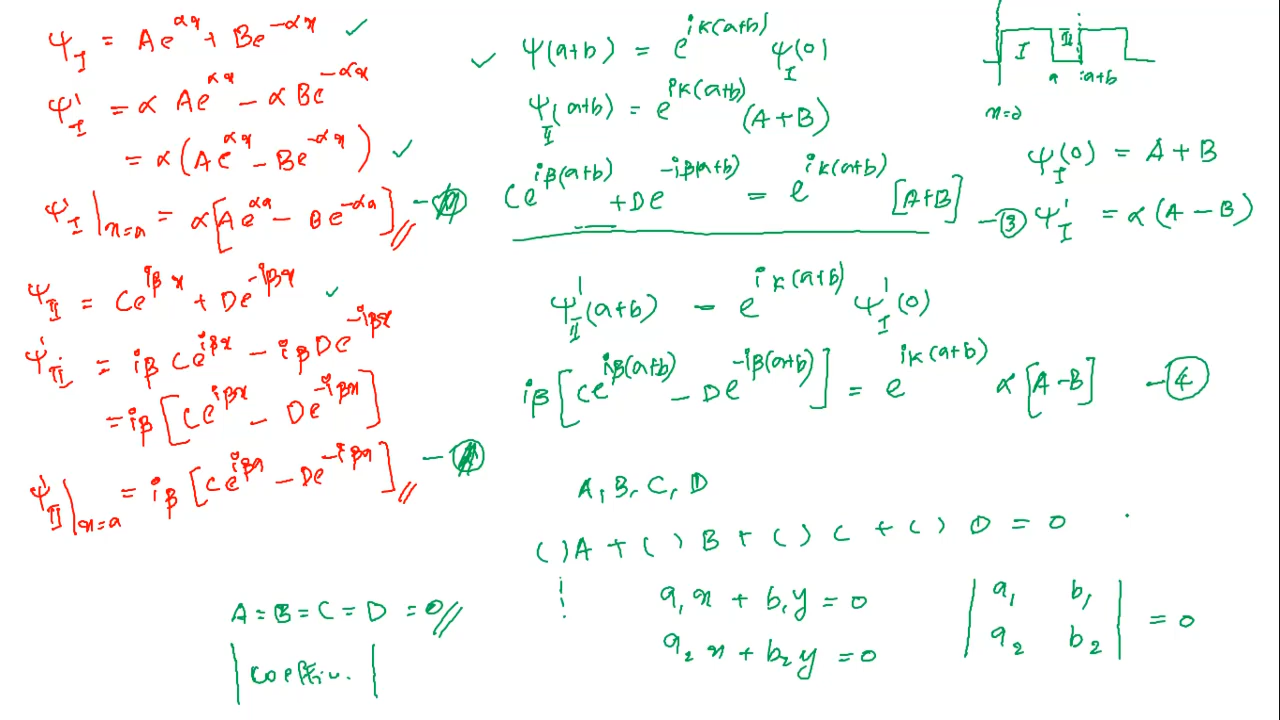 ψ_I = Ae^{αx} + Be^{-αx} ✓
ψ'_I = α Ae^{αx} - α Be^{-αx}
= α(Ae^{αx} - Be^{-αx}) ✓
ψ'_I|_{x=a} = α[Ae^{αa} - Be^{-αa}] -
ψ_II = Ce^{iβx} + De^{-iβx} ✓
ψ'_II = iβ Ce^{iβx} - iβ De^{-iβx}
= iβ[Ce^{iβx} - De^{-iβx}]
ψ'_II|_{x=a} = iβ[Ce^{iβa} - De^{-iβa}] -
A = B = C = D = 0
|coeffiu.|
✓ ψ(a+b) = e^{ik(a+b)} ψ_I(0)
ψ_II(a+b) = e^{ik(a+b)} (A+B)
Ce^{iβ(a+b)} + De^{-iβ(a+b)} = e^{ik(a+b)} [A+B] - ③
ψ'_II(a+b) = e^{ik(a+b)} ψ'_I(0)
iβ[Ce^{iβ(a+b)} - De^{-iβ(a+b)}] = e^{ik(a+b)} α[A-B] - ④
A, B, C, D
( )A + ( )B + ( )C + ( )D = 0
a₁x + b₁y = 0
a₂x + b₂y = 0
|a₁ b₁|
|a₂ b₂| = 0
I II
a a+b
x=0
ψ_I(0) = A + B
ψ'_I = α(A - B)